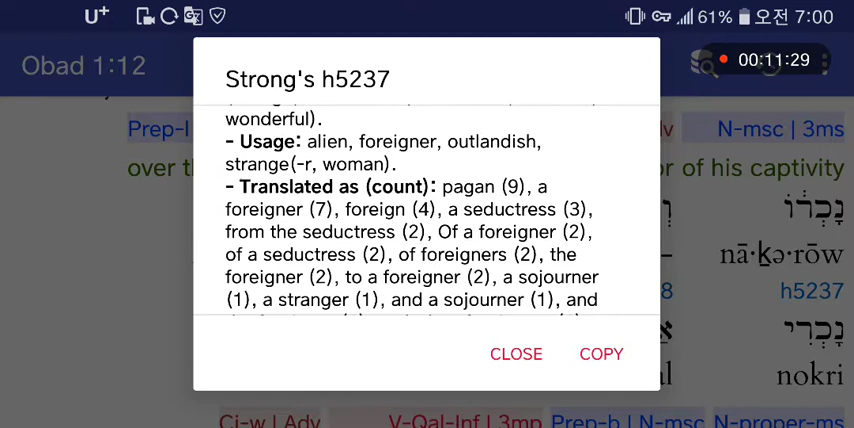 U⁺ 61% 오전 7:00
Obad 1:12 00:11:29
Strong's h5237
wonderful).
- Usage: alien, foreigner, outlandish,
strange(-r, woman).
- Translated as (count): pagan (9), a
foreigner (7), foreign (4), a seductress (3),
from the seductress (2), Of a foreigner (2),
of a seductress (2), of foreigners (2), the
foreigner (2), to a foreigner (2), a sojourner
(1), a stranger (1), and a sojourner (1), and
CLOSE COPY
Prep-l N-msc | 3ms
over of his captivity
נָכְר֔וֹ
nā·ḵə·rōw
8 h5237
נָכְרִי
nokri
Ci-w | Adv V-Qal-Inf | 3mp Prep-b | N-msc N-proper-ms